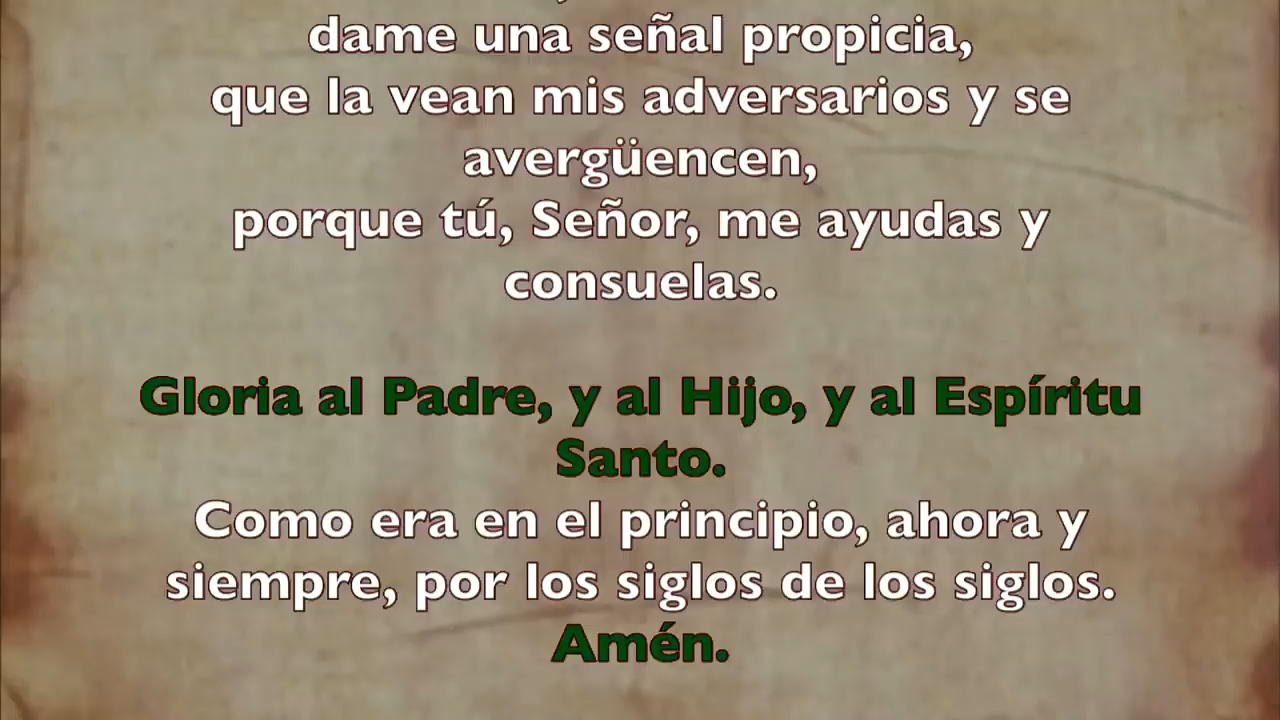 dame una señal propicia,
que la vean mis adversarios y se
avergüencen,
porque tú, Señor, me ayudas y
consuelas.
Gloria al Padre, y al Hijo, y al Espíritu
Santo.
Como era en el principio, ahora y
siempre, por los siglos de los siglos.
Amén.